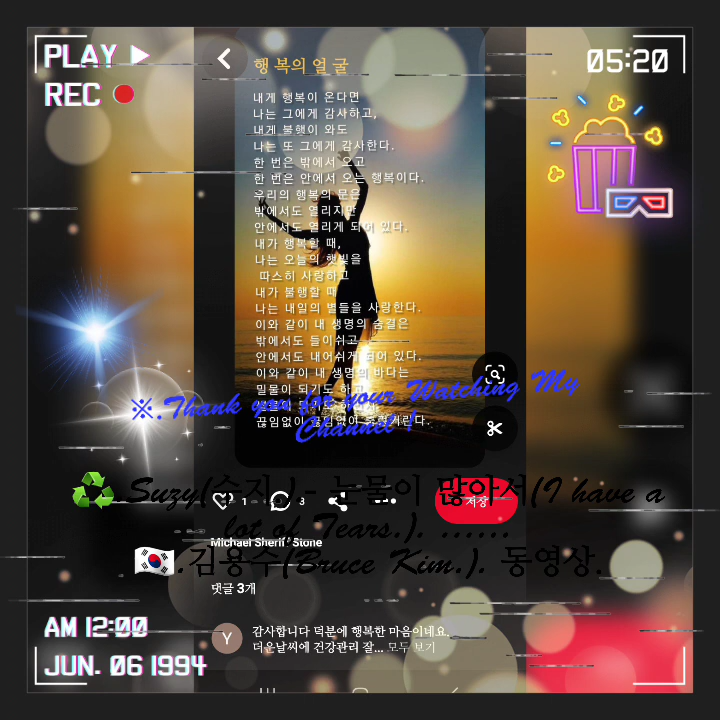 PLAY
REC
05:20
행복의 얼굴
내게 행복이 온다면
나는 그에게 감사하고,
내게 불행이 와도
나는 또 그에게 감사한다.
한 번은 밖에서 오고
한 번은 안에서 오는 행복이다.
우리의 행복의 문은
밖에서도 열리지만
안에서도 열리게 되어 있다.
내가 행복할 때,
나는 오늘의 햇빛을
따스히 사랑하고
내가 불행할 때
나는 내일의 별들을 사랑한다.
이와 같이 내 생명의 숨결은
밖에서도 들이쉬고
안에서도 내어쉬게 되어 있다.
이와 같이 내 생명의 바다는
밀물이 되기도 하고
끊임없이 끊임없이
※.Thank you for your Watching My
Channel !
Suzy(수지.)- 눈물이 많아서(I have a
lot of Tears.). ......
.김용수(Bruce Kim.). 동영상.
1
3
저장
Michael Sherif Stone
댓글 3개
Y
감사합니다 덕분에 행복한 마음이네요.
더운날씨에 건강관리 잘... 모두 보기
AM 12:00
JUN. 06 1994